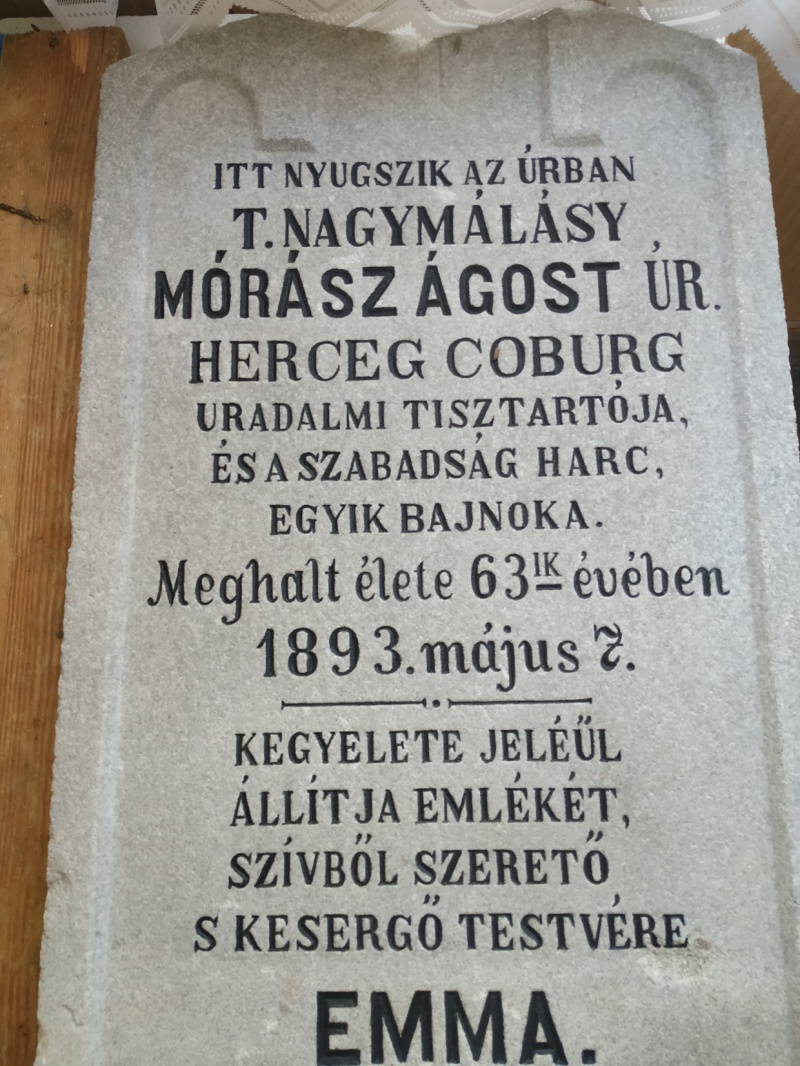 ITT NYUGSZIK AZ ÚRBAN
T. NAGYMÁLÁSY
MÓRÁSZ ÁGOST ÚR.
HERCEG COBURG
URADALMI TISZTARTÓJA,
ÉS A SZABADSÁG HARC,
EGYIK BAJNOKA.
Meghalt élete 63IK évében
1893. május 7.
KEGYELETE JELÉÜL
ÁLLÍTJA EMLÉKÉT,
SZÍVBŐL SZERETŐ
S KESERGŐ TESTVÉRE
EMMA.